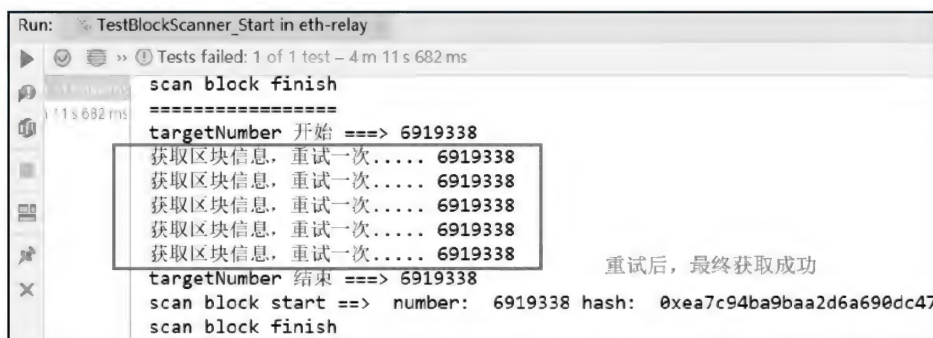 Run: TestBlockScanner_Start in eth-relay
Tests failed: 1 of 1 test – 4 m 11 s 682 ms
scan block finish
==================
11 s 682 ms
targetNumber 开始 ===> 6919338
获取区块信息，重试一次..... 6919338
获取区块信息，重试一次..... 6919338
获取区块信息，重试一次..... 6919338
获取区块信息，重试一次..... 6919338
获取区块信息，重试一次..... 6919338
重试后，最终获取成功
targetNumber 结束 ===> 6919338
scan block start ==> number: 6919338 hash: 0xea7c94ba9baa2d6a690dc47
scan block finish